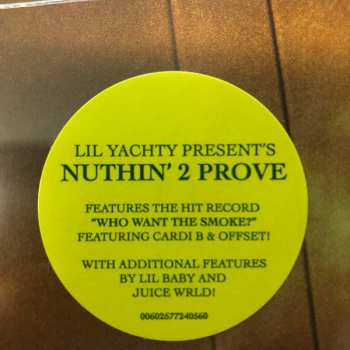 LIL YACHTY PRESENT'S
NUTHIN' 2 PROVE
FEATURES THE HIT RECORD
"WHO WANT THE SMOKE?"
FEATURING CARDI B & OFFSET!
WITH ADDITIONAL FEATURES
BY LIL BABY AND
JUICE WRLD!
00602577240560